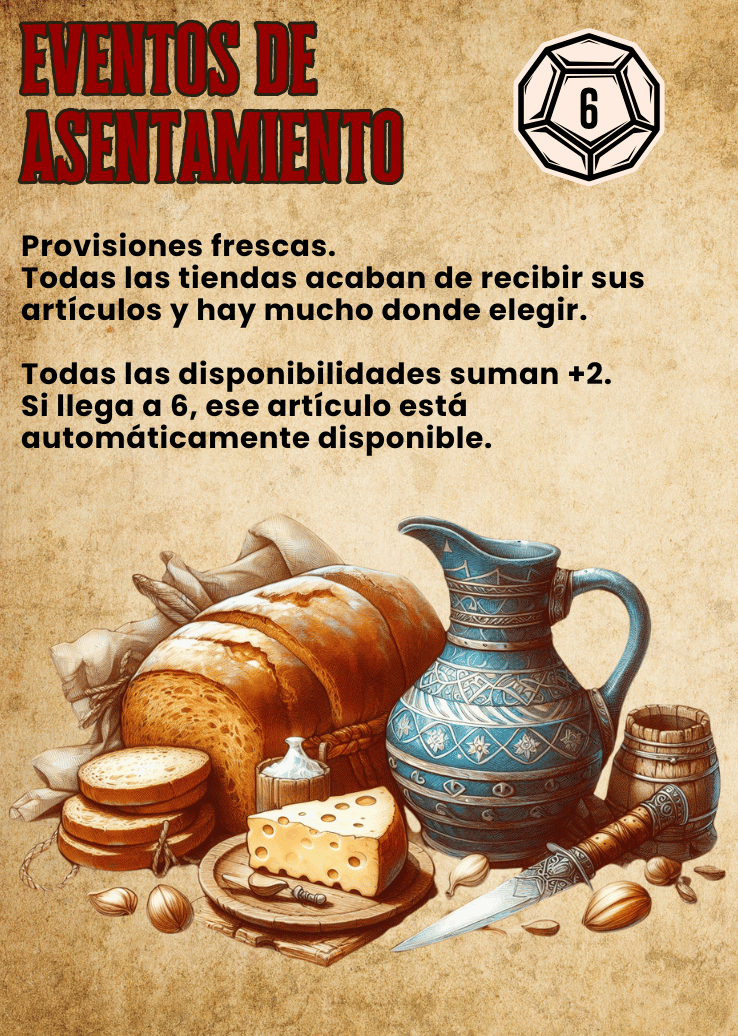 EVENTOS DE
ASENTAMIENTO
6
Provisiones frescas.
Todas las tiendas acaban de recibir sus
artículos y hay mucho donde elegir.
Todas las disponibilidades suman +2.
Si llega a 6, ese artículo está
automáticamente disponible.